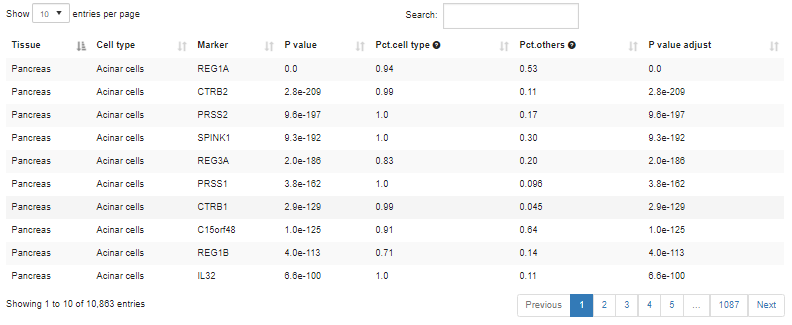 Show 10 entries per page Search:
Tissue Cell type Marker P value Pct.cell type Pct.others P value adjust
Pancreas Acinar cells REG1A 0.0 0.94 0.53 0.0
Pancreas Acinar cells CTRB2 2.8e-209 0.99 0.11 2.8e-209
Pancreas Acinar cells PRSS2 9.6e-197 1.0 0.17 9.6e-197
Pancreas Acinar cells SPINK1 9.3e-192 1.0 0.30 9.3e-192
Pancreas Acinar cells REG3A 2.0e-186 0.83 0.20 2.0e-186
Pancreas Acinar cells PRSS1 3.8e-162 1.0 0.096 3.8e-162
Pancreas Acinar cells CTRB1 2.9e-129 0.99 0.045 2.9e-129
Pancreas Acinar cells C15orf48 1.0e-125 0.91 0.64 1.0e-125
Pancreas Acinar cells REG1B 4.0e-113 0.71 0.14 4.0e-113
Pancreas Acinar cells IL32 6.6e-100 1.0 0.11 6.6e-100
Showing 1 to 10 of 10,863 entries Previous 1 2 3 4 5 ... 1087 Next